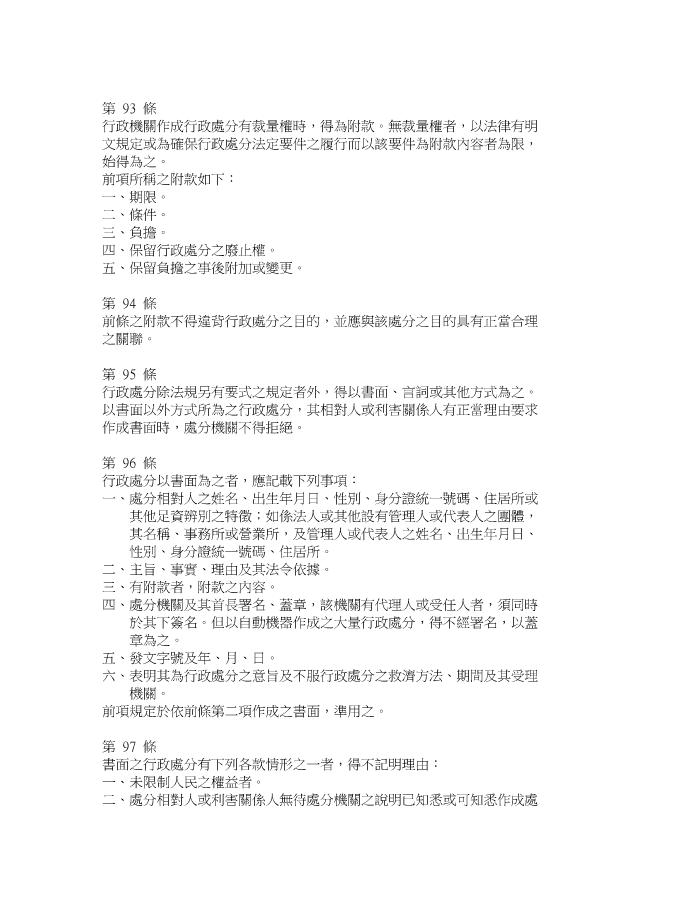 第 93 條
行政機關作成行政處分有裁量權時，得為附款。無裁量權者，以法律有明
文規定或為確保行政處分法定要件之履行而以該要件為附款內容者為限，
始得為之。
前項所稱之附款如下：
一、期限。
二、條件。
三、負擔。
四、保留行政處分之廢止權。
五、保留負擔之事後附加或變更。
第 94 條
前條之附款不得違背行政處分之目的，並應與該處分之目的具有正當合理
之關聯。
第 95 條
行政處分除法規另有要式之規定者外，得以書面、言詞或其他方式為之。
以書面以外方式所為之行政處分，其相對人或利害關係人有正當理由要求
作成書面時，處分機關不得拒絕。
第 96 條
行政處分以書面為之者，應記載下列事項：
一、處分相對人之姓名、出生年月日、性別、身分證統一號碼、住居所或
其他足資辨別之特徵；如係法人或其他設有管理人或代表人之團體，
其名稱、事務所或營業所，及管理人或代表人之姓名、出生年月日、
性別、身分證統一號碼、住居所。
二、主旨、事實、理由及其法令依據。
三、有附款者，附款之內容。
四、處分機關及其首長署名、蓋章，該機關有代理人或受任人者，須同時
於其下簽名。但以自動機器作成之大量行政處分，得不經署名，以蓋
章為之。
五、發文字號及年、月、日。
六、表明其為行政處分之意旨及不服行政處分之救濟方法、期間及其受理
機關。
前項規定於依前條第二項作成之書面，準用之。
第 97 條
書面之行政處分有下列各款情形之一者，得不記明理由：
一、未限制人民之權益者。
二、處分相對人或利害關係人無待處分機關之說明已知悉或可知悉作成處